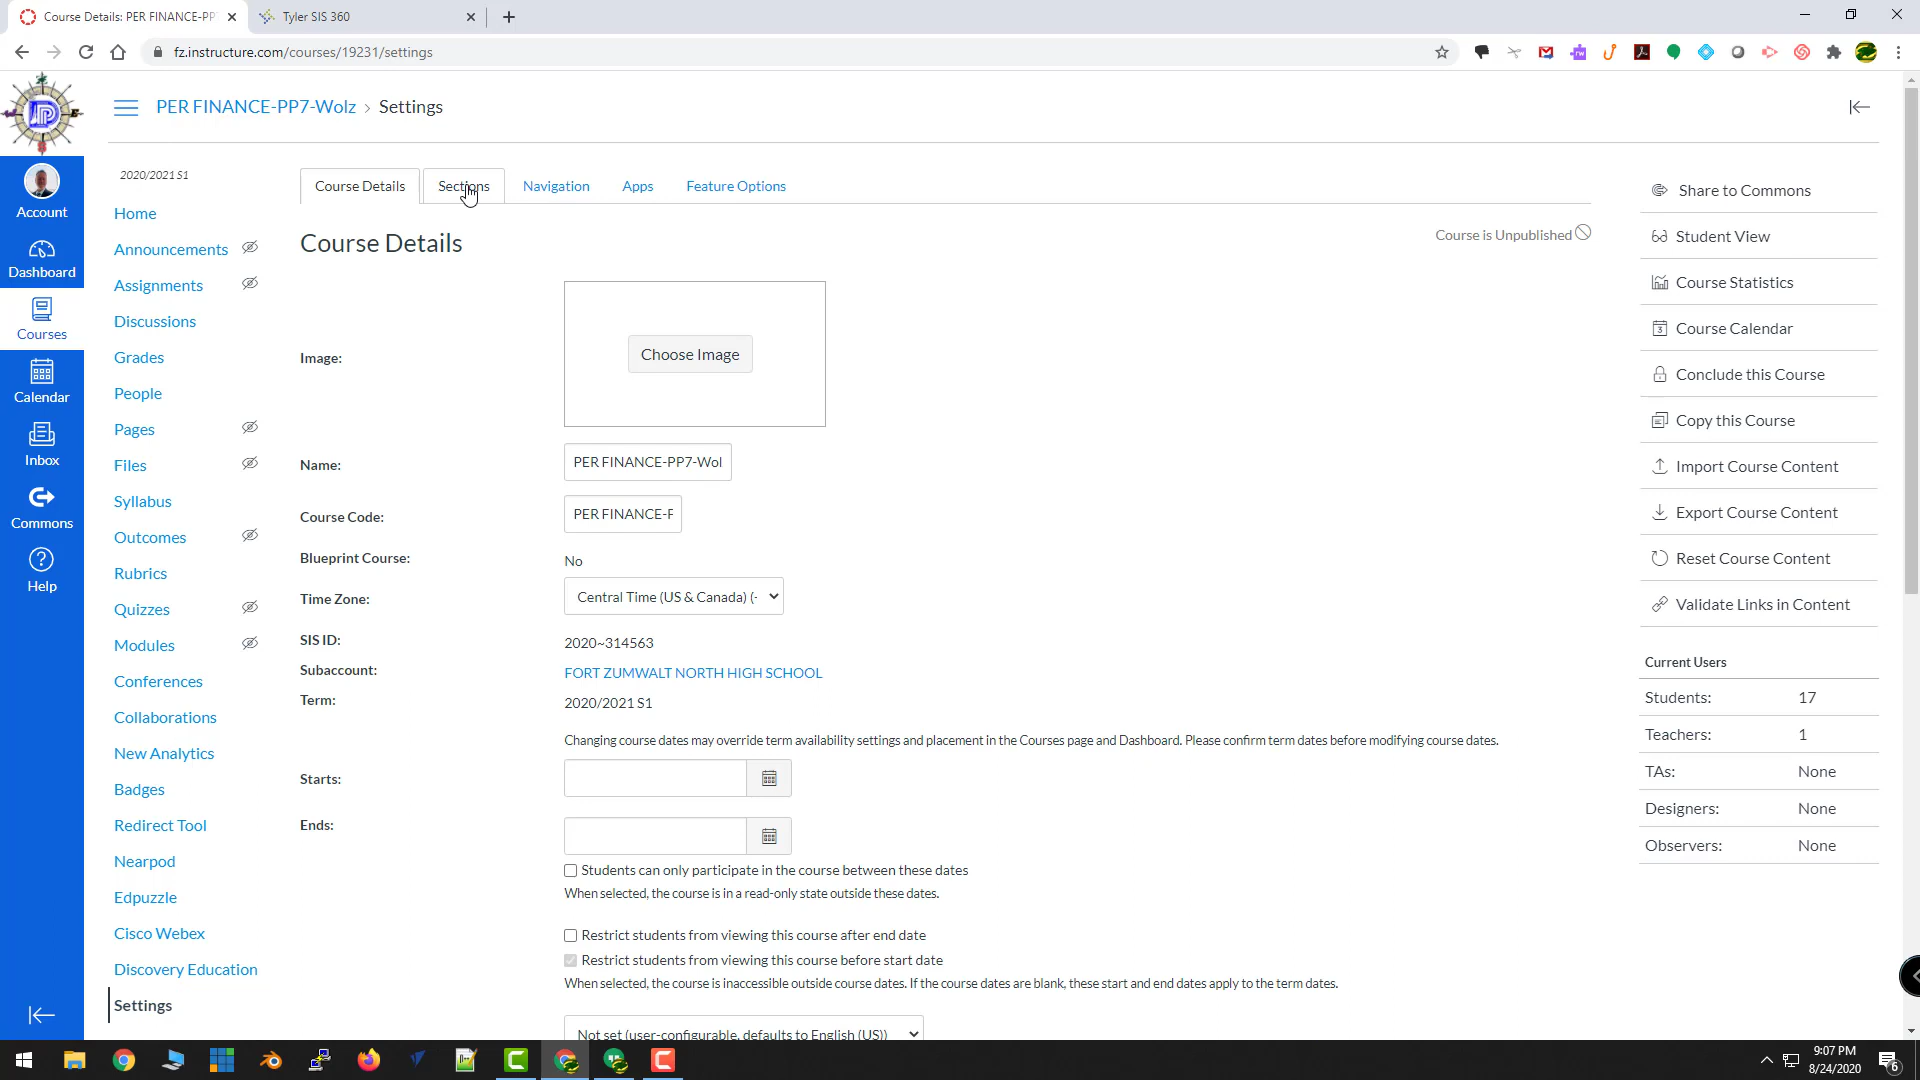 Course Details: PER FINANCE-PP
Tyler SIS 360
fz.instructure.com/courses/19231/settings
PER FINANCE-PP7-Wolz › Settings
Account
Dashboard
Courses
Calendar
Inbox
Commons
Help
2020/2021 S1
Home
Announcements
Assignments
Discussions
Grades
People
Pages
Files
Syllabus
Outcomes
Rubrics
Quizzes
Modules
Conferences
Collaborations
New Analytics
Badges
Redirect Tool
Nearpod
Edpuzzle
Cisco Webex
Discovery Education
Settings
Course Details Sections Navigation Apps Feature Options
Course Details
Course is Unpublished
Image:
Choose Image
Name: PER FINANCE-PP7-Wol
Course Code: PER FINANCE-F
Blueprint Course: No
Time Zone: Central Time (US & Canada) (-
SIS ID: 2020~314563
Subaccount: FORT ZUMWALT NORTH HIGH SCHOOL
Term: 2020/2021 S1
Changing course dates may override term availability settings and placement in the Courses page and Dashboard. Please confirm term dates before modifying course dates.
Starts:
Ends:
Students can only participate in the course between these dates
When selected, the course is in a read-only state outside these dates.
Restrict students from viewing this course after end date
Restrict students from viewing this course before start date
When selected, the course is inaccessible outside course dates. If the course dates are blank, these start and end dates apply to the term dates.
Not set (user-configurable, defaults to English (US))
Share to Commons
Student View
Course Statistics
Course Calendar
Conclude this Course
Copy this Course
Import Course Content
Export Course Content
Reset Course Content
Validate Links in Content
Current Users
Students: 17
Teachers: 1
TAs: None
Designers: None
Observers: None
9:07 PM
8/24/2020
6